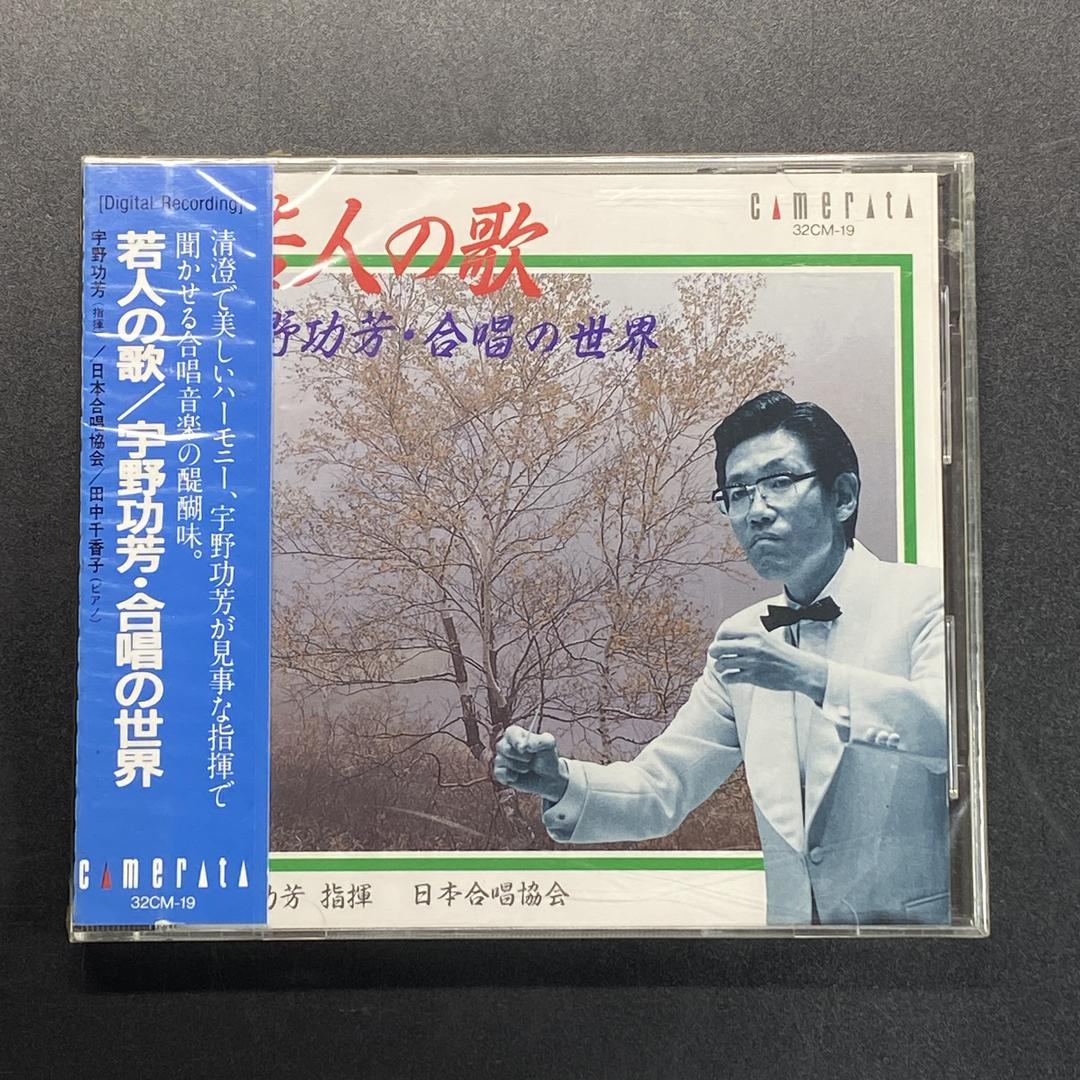 [Digital Recording]
清澄で美しいハーモニー、宇野功芳が見事な指揮で
聞かせる合唱音楽の醍醐味。
若人の歌／宇野功芳・合唱の世界
宇野功芳（指揮）／日本合唱協会／田中千香子（ピアノ）
camerata
32CM-19
若人の歌
野功芳・合唱の世界
camerata
32CM-19
功芳 指揮 日本合唱協会